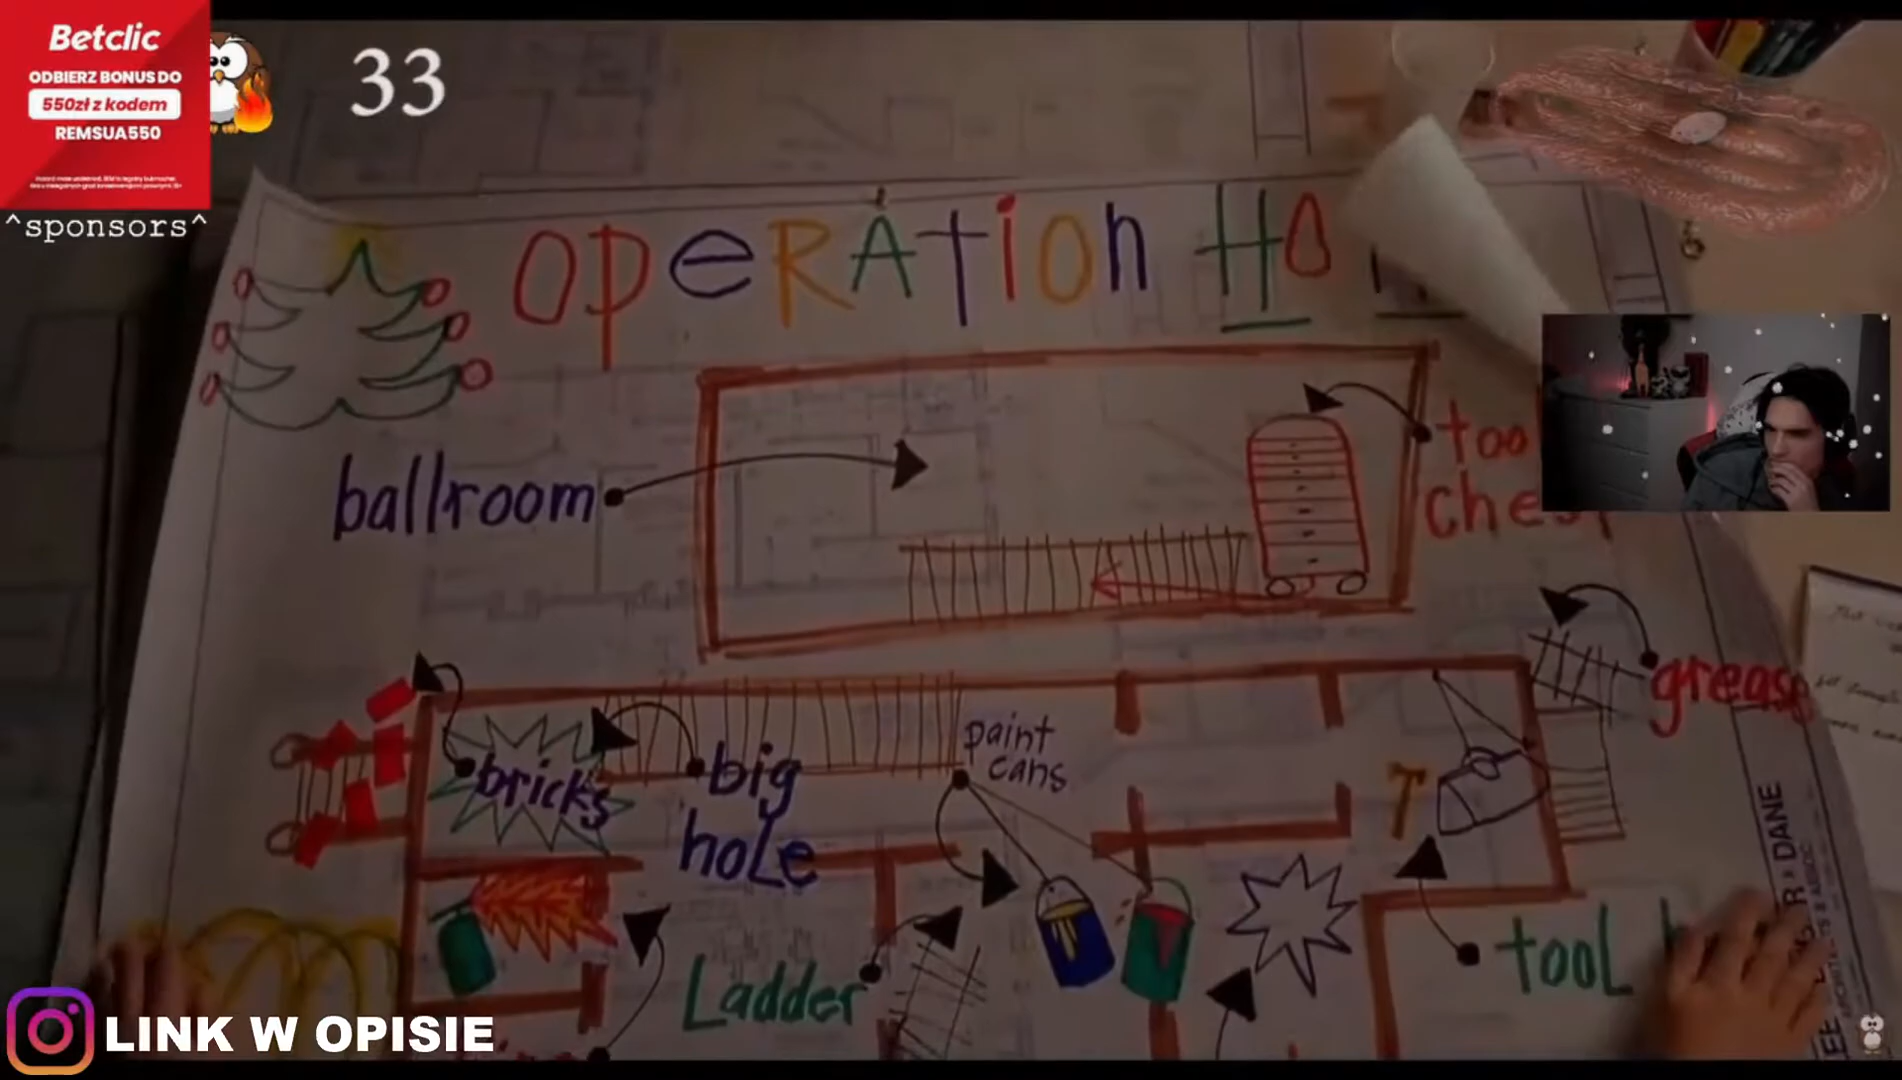 Betclic
ODBIERZ BONUS DO
550zł z kodem
REMSUA550
^sponsors^
33
OPeRATiOn HO
ballroom
tool
chest
grease
bricks
big
hole
paint
cans
T
Ladder
tooL
R & DANE
LINK W OPISIE